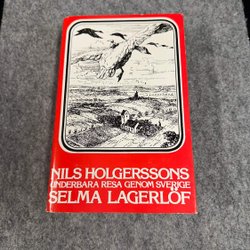 NILS HOLGERSSONS
UNDERBARA RESA GENOM SVERIGE
SELMA LAGERLÖF